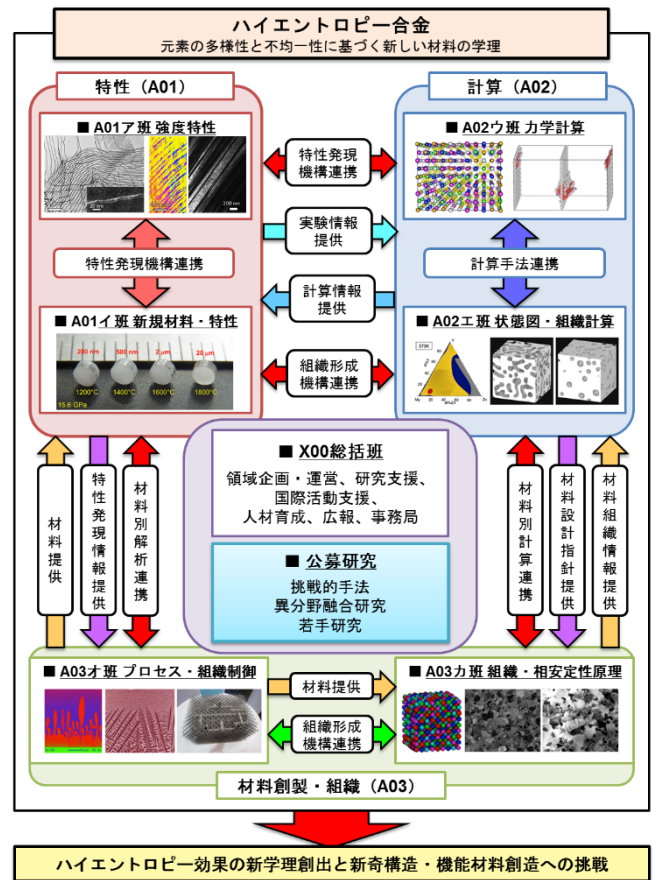 ハイエントロピー合金
元素の多様性と不均一性に基づく新しい材料の学理
特性（A01）
計算（A02）
■ A01ア班 強度特性
20 nm
200 nm
特性発現機構連携
■ A01イ班 新規材料・特性
200 nm
500 nm
2 μm
20 μm
1200°C
1400°C
1600°C
1800°C
15.6 GPa
特性発現
機構連携
実験情報
提供
計算情報
提供
組織形成
機構連携
■ A02ウ班 力学計算
計算手法連携
■ A02エ班 状態図・組織計算
■ X00総括班
領域企画・運営、研究支援、
国際活動支援、
人材育成、広報、事務局
■ 公募研究
挑戦的手法
異分野融合研究
若手研究
材料提供
特性発現情報提供
材料別解析連携
材料別計算連携
材料設計指針提供
材料組織情報提供
■ A03オ班 プロセス・組織制御
材料提供
組織形成
機構連携
■ A03カ班 組織・相安定性原理
材料創製・組織（A03）
ハイエントロピー効果の新学理創出と新奇構造・機能材料創造への挑戦